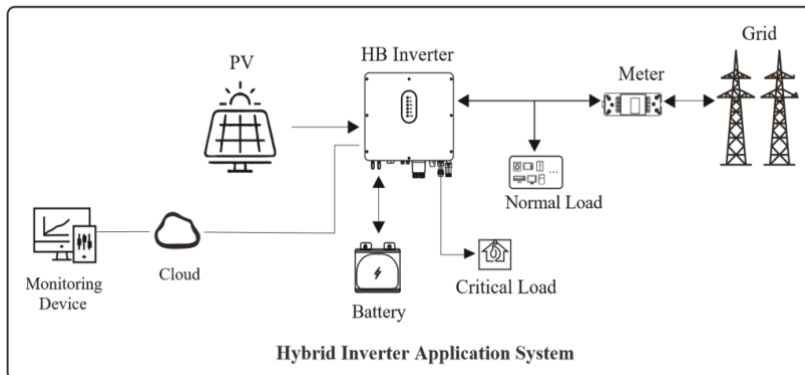 Grid
HB Inverter
PV
Meter
Normal Load
Cloud
Monitoring
Device
Critical Load
Battery
Hybrid Inverter Application System